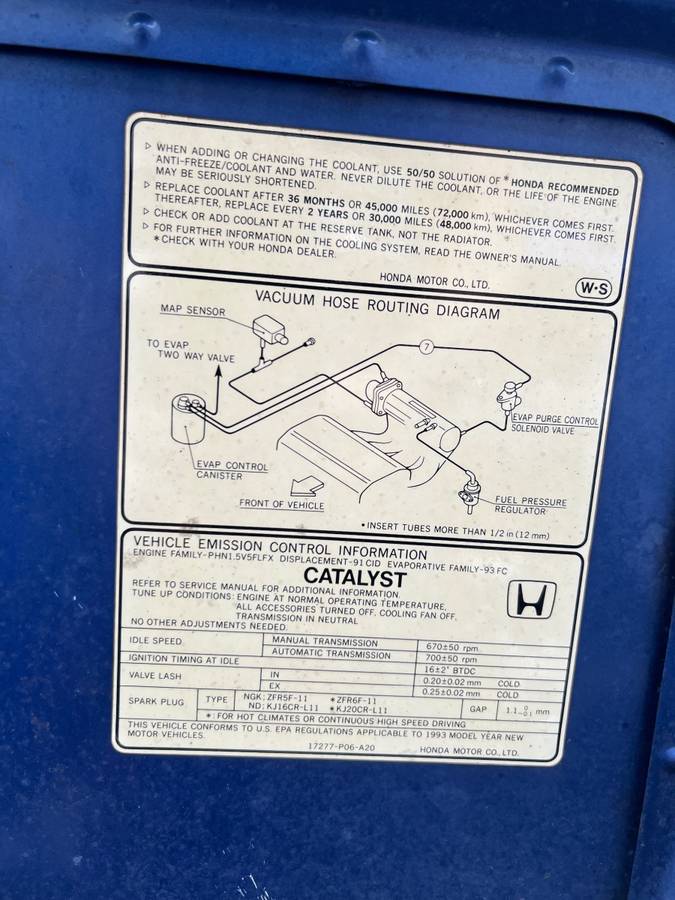 ▷ WHEN ADDING OR CHANGING THE COOLANT, USE 50/50 SOLUTION OF *HONDA RECOMMENDED
ANTI-FREEZE/COOLANT AND WATER. NEVER DILUTE THE COOLANT, OR THE LIFE OF THE ENGINE
MAY BE SERIOUSLY SHORTENED.
▷ REPLACE COOLANT AFTER 36 MONTHS OR 45,000 MILES (72,000 km), WHICHEVER COMES FIRST.
THEREAFTER, REPLACE EVERY 2 YEARS OR 30,000 MILES (48,000 km), WHICHEVER COMES FIRST.
▷ CHECK OR ADD COOLANT AT THE RESERVE TANK, NOT THE RADIATOR.
▷ FOR FURTHER INFORMATION ON THE COOLING SYSTEM, READ THE OWNER'S MANUAL.
*CHECK WITH YOUR HONDA DEALER.
HONDA MOTOR CO., LTD.
W•S
VACUUM HOSE ROUTING DIAGRAM
MAP SENSOR
7
TO EVAP
TWO WAY VALVE
EVAP PURGE CONTROL
SOLENOID VALVE
EVAP CONTROL
CANISTER
FRONT OF VEHICLE
FUEL PRESSURE
REGULATOR
• INSERT TUBES MORE THAN 1/2 in (12 mm)
VEHICLE EMISSION CONTROL INFORMATION
ENGINE FAMILY-PHN1.5V5FLFX DISPLACEMENT-91 CID EVAPORATIVE FAMILY-93 FC
CATALYST
REFER TO SERVICE MANUAL FOR ADDITIONAL INFORMATION.
TUNE UP CONDITIONS: ENGINE AT NORMAL OPERATING TEMPERATURE,
ALL ACCESSORIES TURNED OFF, COOLING FAN OFF,
TRANSMISSION IN NEUTRAL
NO OTHER ADJUSTMENTS NEEDED.
IDLE SPEED MANUAL TRANSMISSION 670±50 rpm
AUTOMATIC TRANSMISSION 700±50 rpm
IGNITION TIMING AT IDLE 16±2° BTDC
VALVE LASH IN 0.20±0.02 mm COLD
EX 0.25±0.02 mm COLD
SPARK PLUG TYPE NGK: ZFR5F-11 *ZFR6F-11
ND: KJ16CR-L11 *KJ20CR-L11 GAP 1.1 -0 0.1 mm
*: FOR HOT CLIMATES OR CONTINUOUS HIGH SPEED DRIVING
THIS VEHICLE CONFORMS TO U.S. EPA REGULATIONS APPLICABLE TO 1993 MODEL YEAR NEW
MOTOR VEHICLES.
17277-P06-A20 HONDA MOTOR CO., LTD.